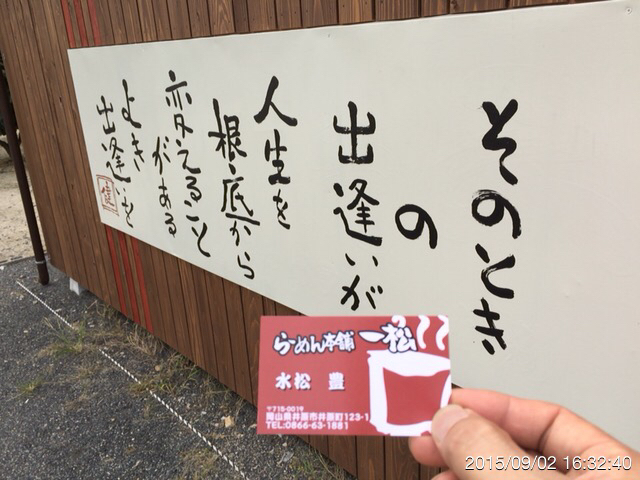 そのとき
の
出逢いが
人生を
根底から
変えること
がある
よき
出逢いを
らーめん本舗 一松
水松 豊
〒715-0019
岡山県井原市井原町123-1
TEL:0866-63-1881
2015/09/02 16:32:40